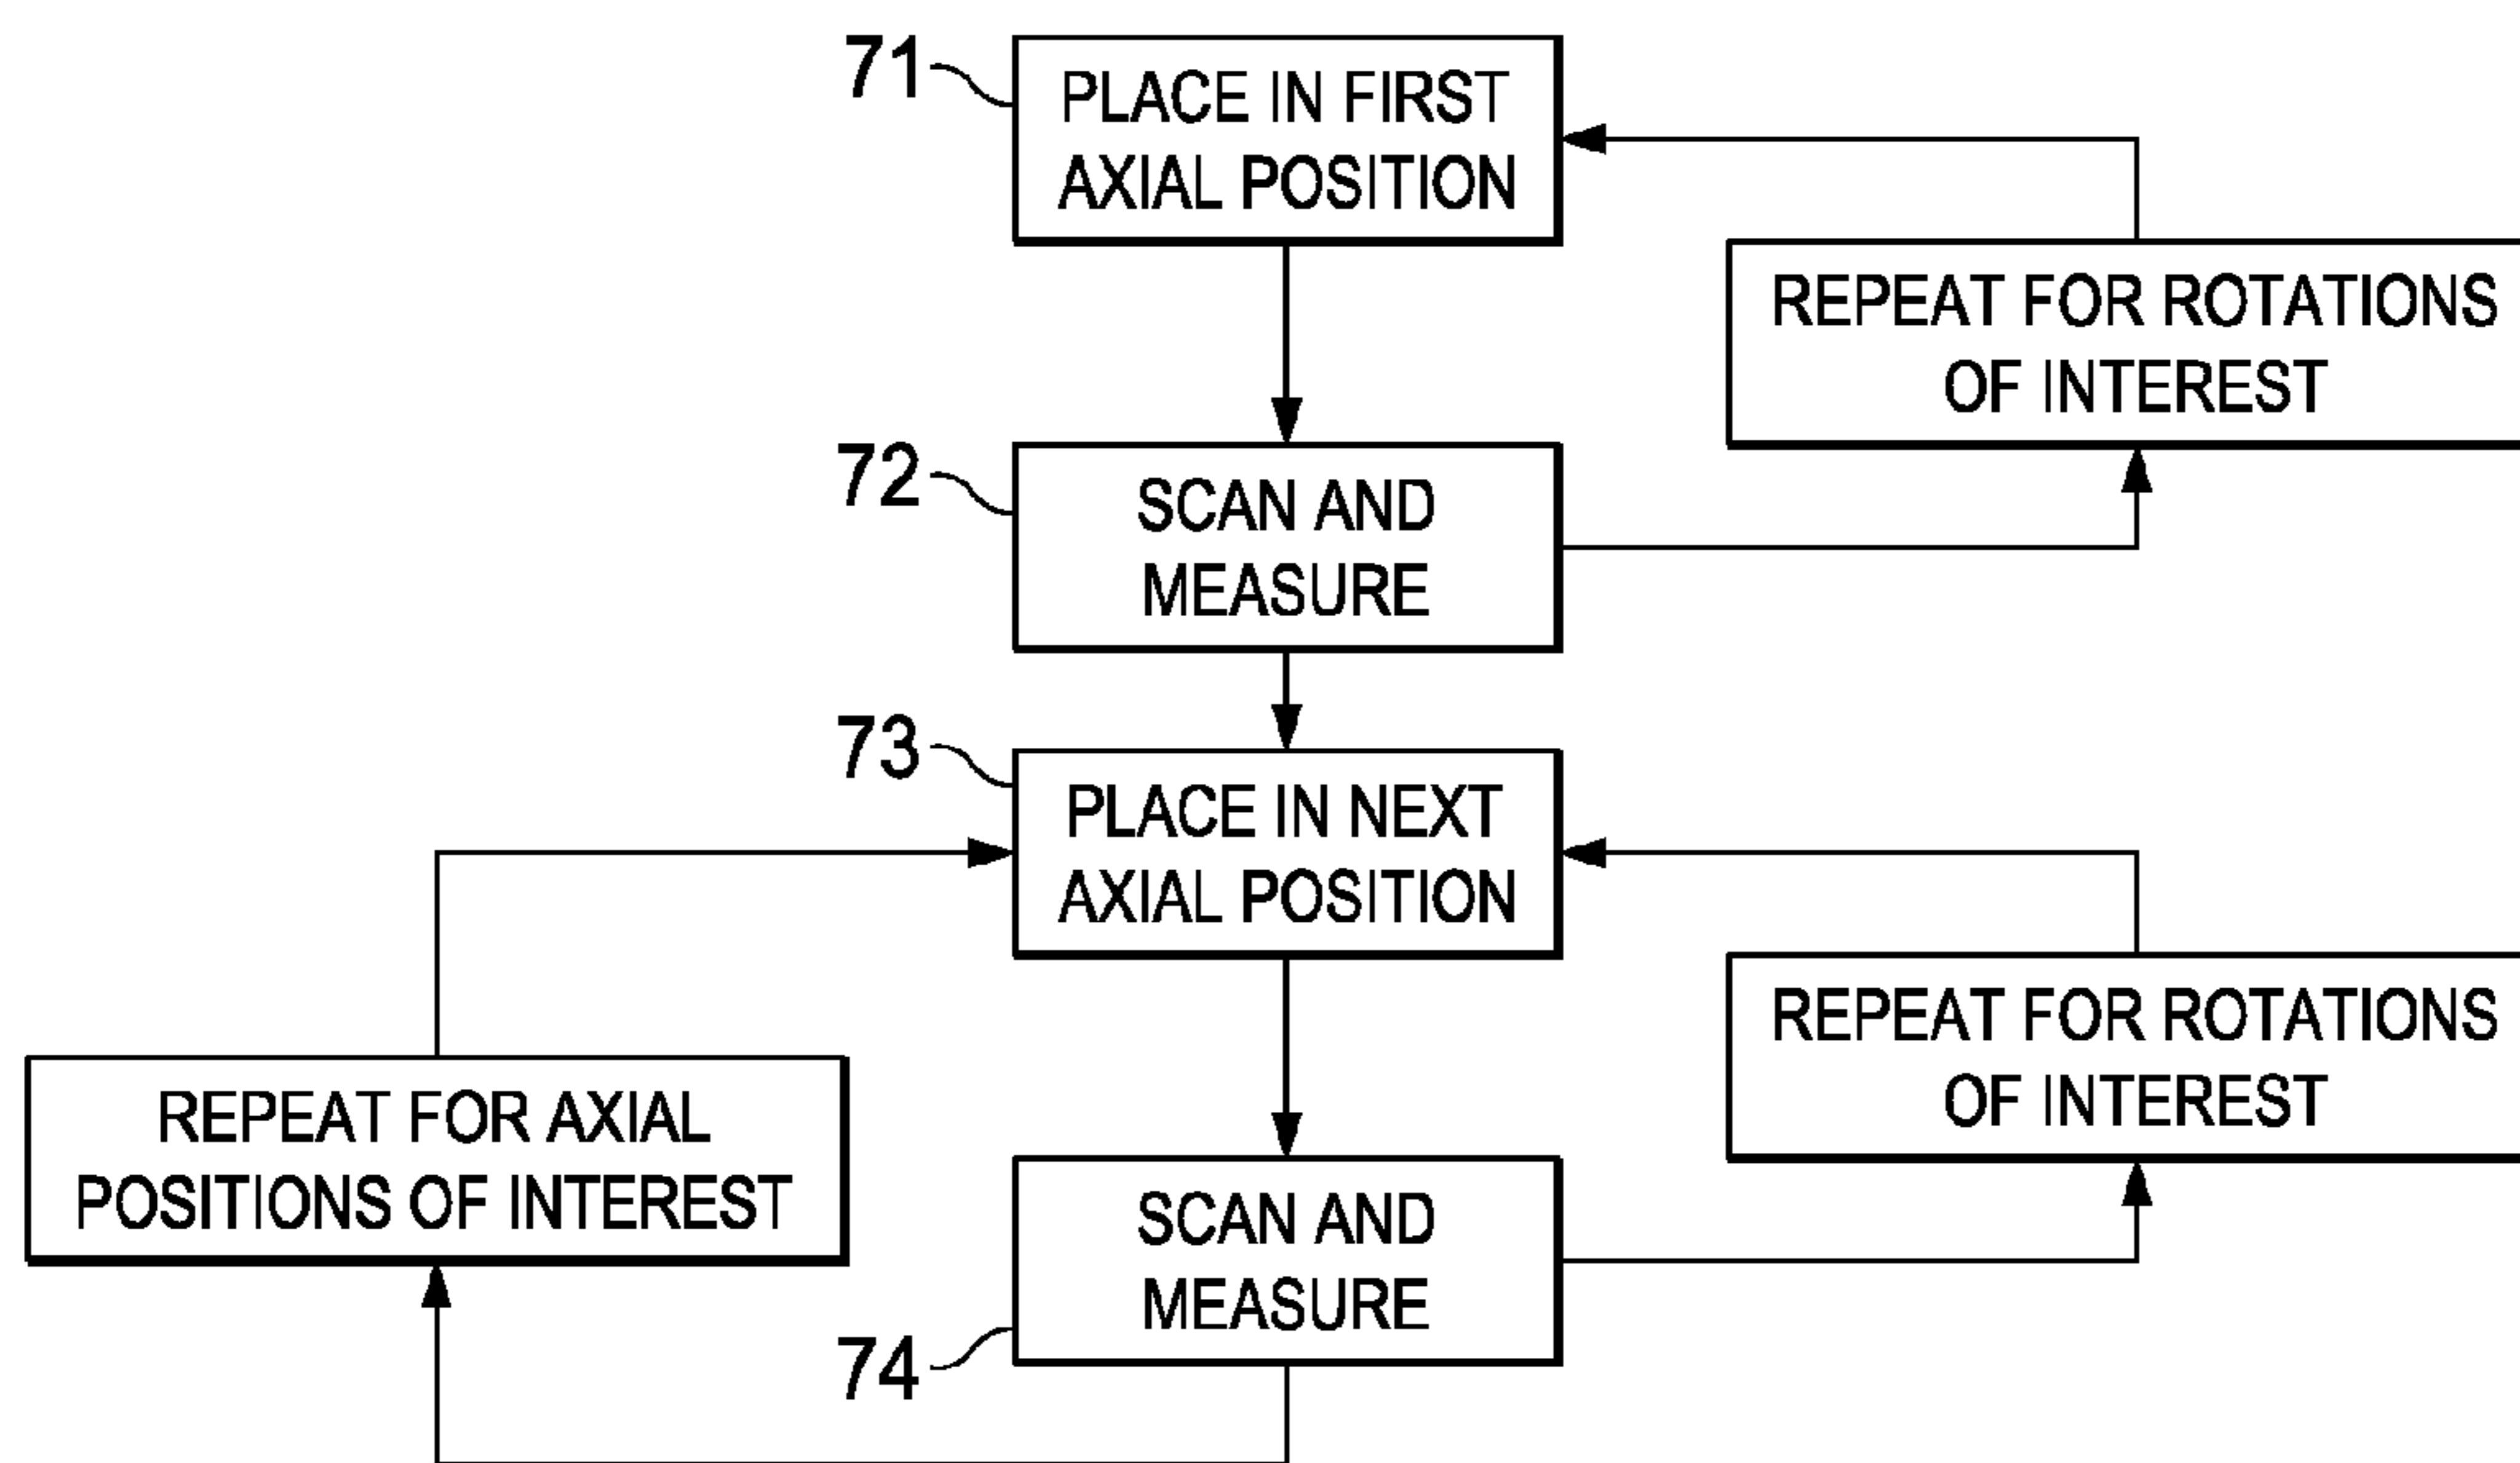 71
PLACE IN FIRST
AXIAL POSITION
REPEAT FOR ROTATIONS
OF INTEREST
72
SCAN AND
MEASURE
73
PLACE IN NEXT
AXIAL POSITION
REPEAT FOR ROTATIONS
OF INTEREST
REPEAT FOR AXIAL
POSITIONS OF INTEREST
SCAN AND
MEASURE
74